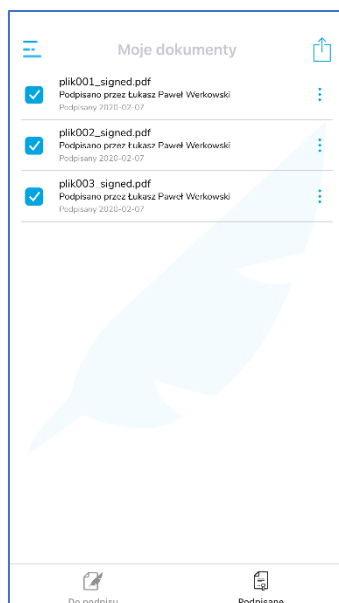 Moje dokumenty
plik001_signed.pdf
Podpisano przez Łukasz Paweł Werkowski
Podpisany 2020-02-07
plik002_signed.pdf
Podpisano przez Łukasz Paweł Werkowski
Podpisany 2020-02-07
plik003_signed.pdf
Podpisano przez Łukasz Paweł Werkowski
Podpisany 2020-02-07
Do podpisu
Podpisane